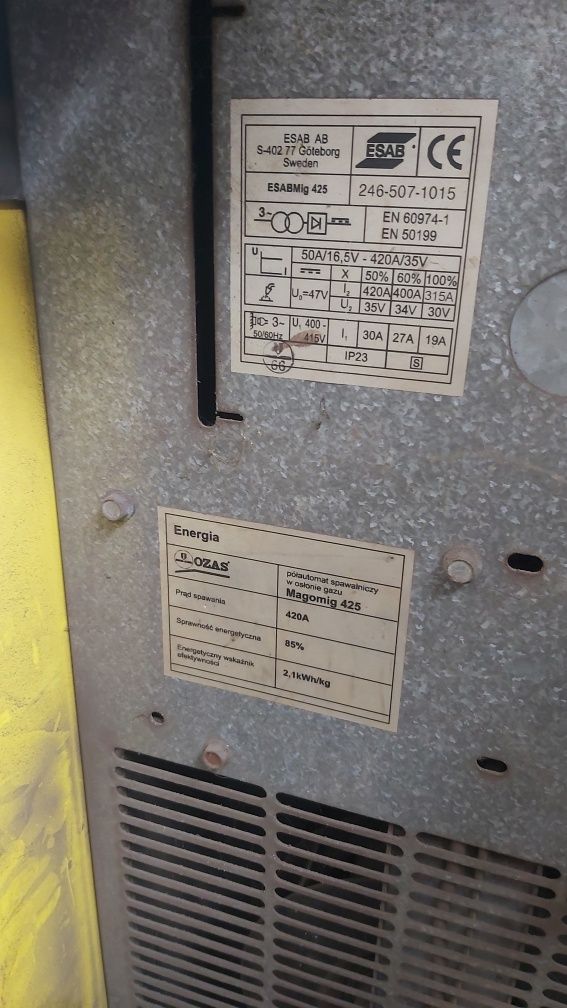 ESAB AB
S-402 77 Göteborg
Sweden
ESAB
CE
ESABMig 425
246-507-1015
3~
EN 60974-1
EN 50199
U
I
50A/16,5V - 420A/35V
X 50% 60% 100%
U₀=47V
I₂ 420A 400A 315A
U₂ 35V 34V 30V
3~
50/60Hz
U₁ 400 -
415V
I₁ 30A 27A 19A
66
IP23
S
Energia
OZAS
półautomat spawalniczy
w osłonie gazu
Magomig 425
Prąd spawania
420A
Sprawność energetyczna
85%
Energetyczny wskaźnik
efektywności
2,1kWh/kg